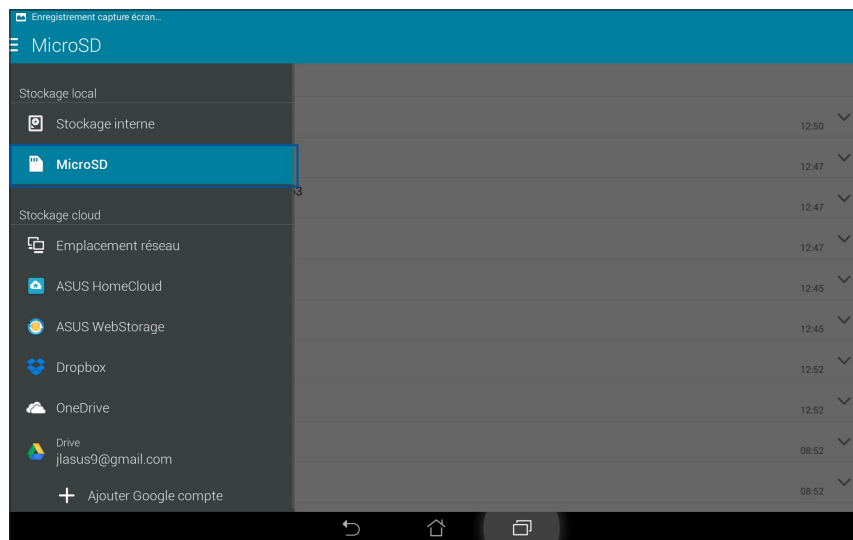 Enregistrement capture écran...
MicroSD
Stockage local
Stockage interne
12:50
MicroSD
12:47
Stockage cloud
12:47
Emplacement réseau
12:47
ASUS HomeCloud
12:45
ASUS WebStorage
12:45
Dropbox
12:52
OneDrive
12:52
Drive
jlasus9@gmail.com
08:52
Ajouter Google compte
08:52